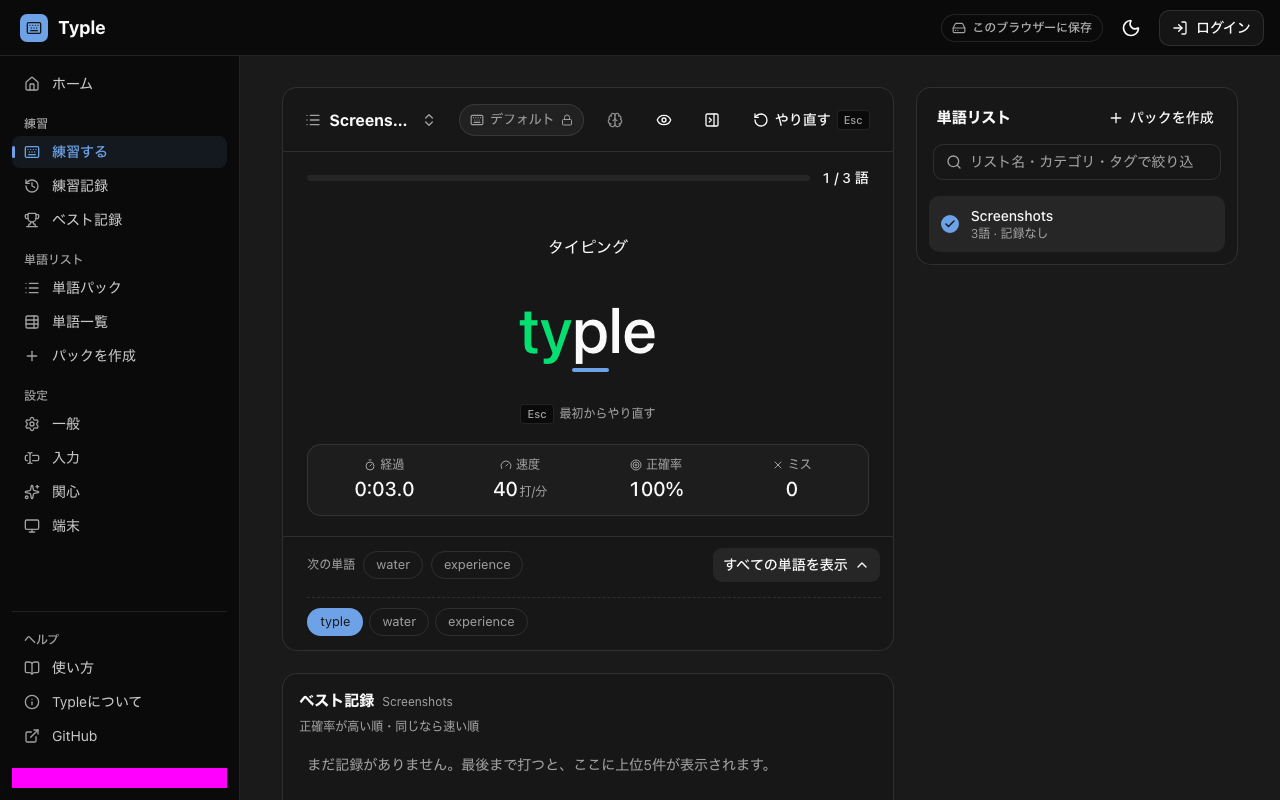 Typle
このブラウザーに保存
ログイン
ホーム
練習
練習する
練習記録
ベスト記録
単語リスト
単語パック
単語一覧
パックを作成
設定
一般
入力
関心
端末
ヘルプ
使い方
Typleについて
GitHub
Screens...
デフォルト
やり直す Esc
1 / 3 語
タイピング
typle
Esc 最初からやり直す
経過 速度 正確率 ミス
0:03.0 40打/分 100% 0
次の単語 water experience すべての単語を表示
typle water experience
ベスト記録 Screenshots
正確率が高い順・同じなら速い順
まだ記録がありません。最後まで打つと、ここに上位5件が表示されます。
単語リスト
パックを作成
リスト名・カテゴリ・タグで絞り込
Screenshots
3語 · 記録なし